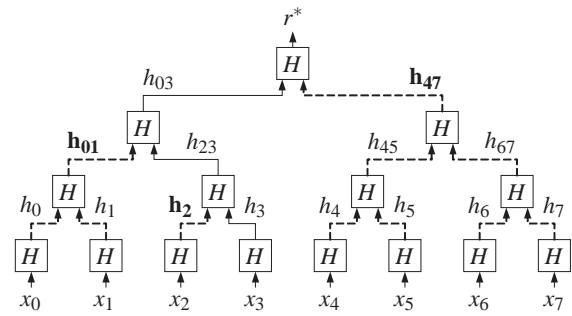 r*
H
h03 h47
H H
h01 h23 h45 h67
H H H H
h0 h1 h2 h3 h4 h5 h6 h7
H H H H H H H H
x0 x1 x2 x3 x4 x5 x6 x7